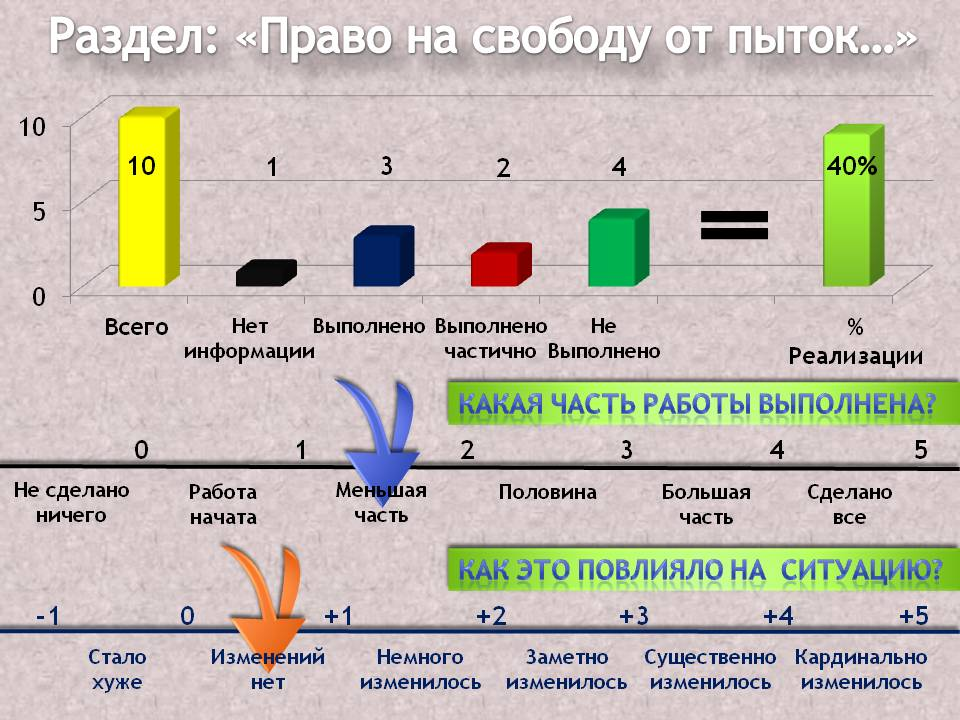 Раздел: «Право на свободу от пыток...»
10
5
0
10
1
3
2
4
40%
Всего
Нет
информации
Выполнено
Выполнено
частично
Не
Выполнено
%
Реализации
КАКАЯ ЧАСТЬ РАБОТЫ ВЫПОЛНЕНА?
0 1 2 3 4 5
Не сделано
ничего
Работа
начата
Меньшая
часть
Половина
Большая
часть
Сделано
все
КАК ЭТО ПОВЛИЯЛО НА СИТУАЦИЮ?
-1 0 +1 +2 +3 +4 +5
Стало
хуже
Изменений
нет
Немного
изменилось
Заметно
изменилось
Существенно
изменилось
Кардинально
изменилось